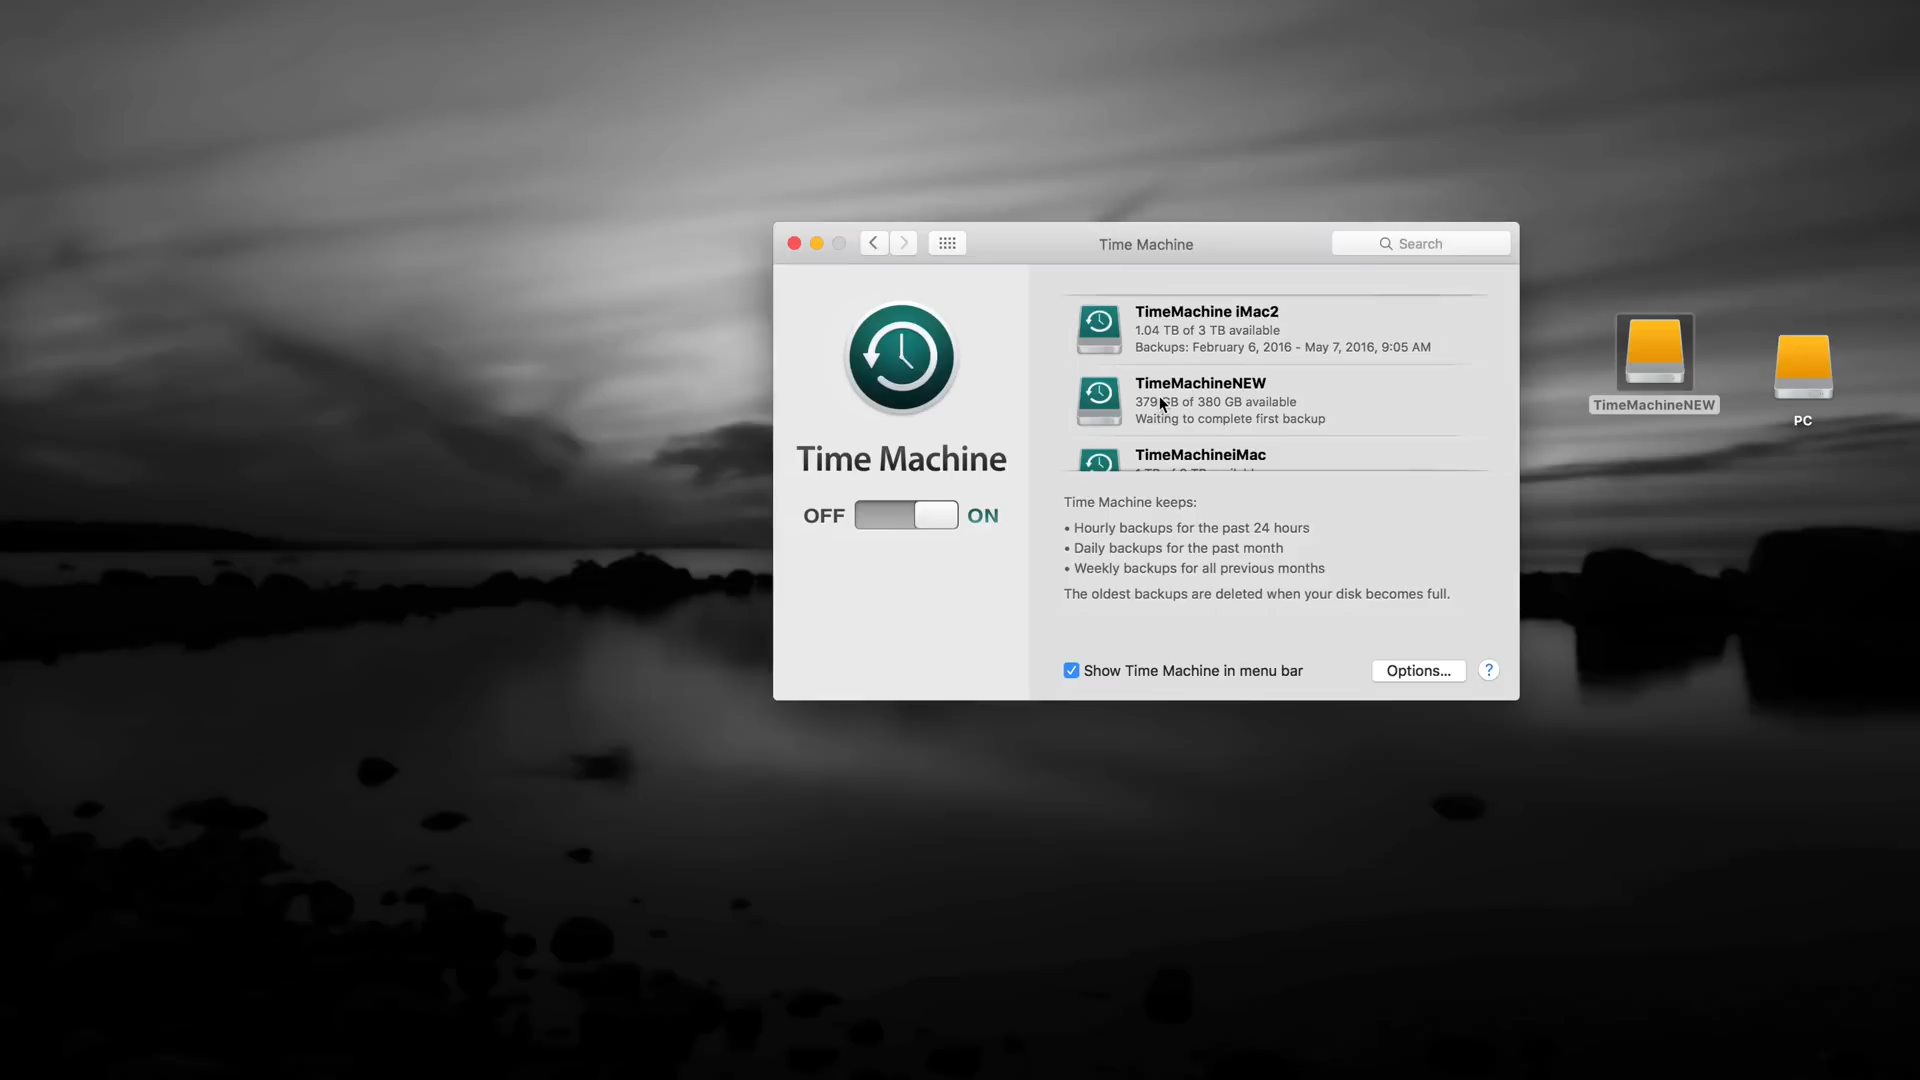 Time Machine
Search
TimeMachine iMac2
1.04 TB of 3 TB available
Backups: February 6, 2016 - May 7, 2016, 9:05 AM
TimeMachineNEW
379 GB of 380 GB available
Waiting to complete first backup
TimeMachineiMac
Time Machine
OFF ON
Time Machine keeps:
• Hourly backups for the past 24 hours
• Daily backups for the past month
• Weekly backups for all previous months
The oldest backups are deleted when your disk becomes full.
Show Time Machine in menu bar
Options...
?
TimeMachineNEW
PC